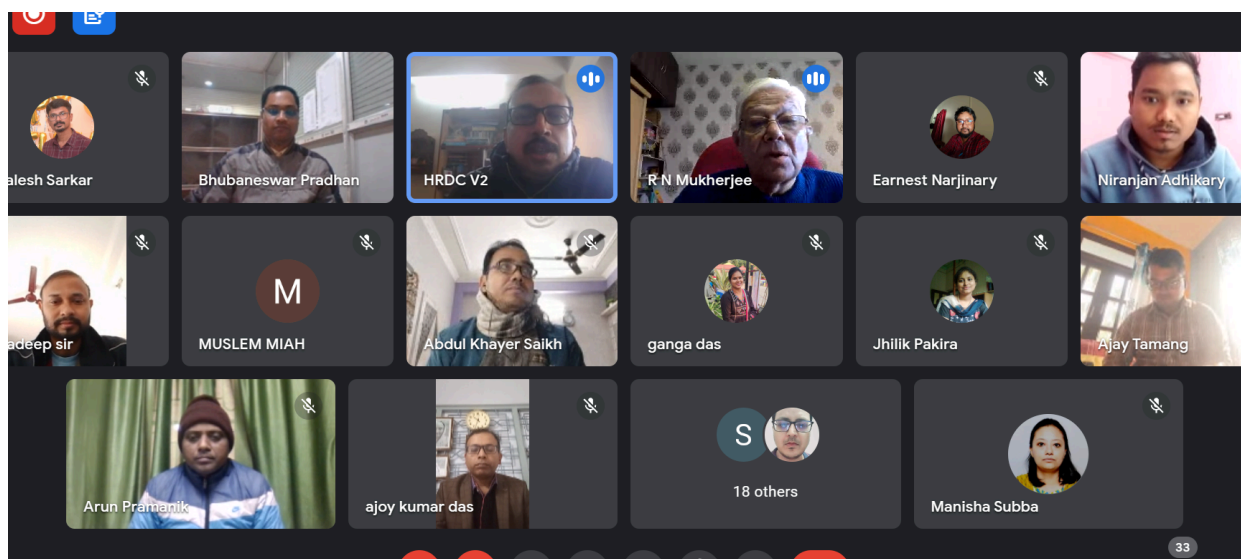 alesh Sarkar
Bhubaneswar Pradhan
HRDC V2
R N Mukherjee
Earnest Narjinary
Niranjan Adhikary
adeep sir
M
MUSLEM MIAH
Abdul Khayer Saikh
ganga das
Jhilik Pakira
Ajay Tamang
Arun Pramanik
ajoy kumar das
S
18 others
Manisha Subba
33